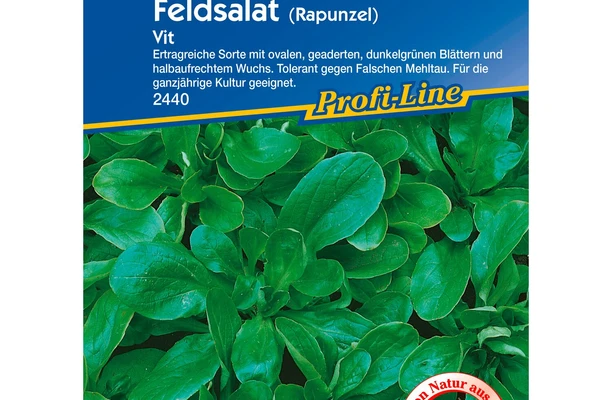 Feldsalat (Rapunzel)
Vit
Ertragreiche Sorte mit ovalen, geaderten, dunkelgrünen Blättern und
halbaufrechtem Wuchs. Tolerant gegen Falschen Mehltau. Für die
ganzjährige Kultur geeignet.
2440
Profi-Line
Natur aus